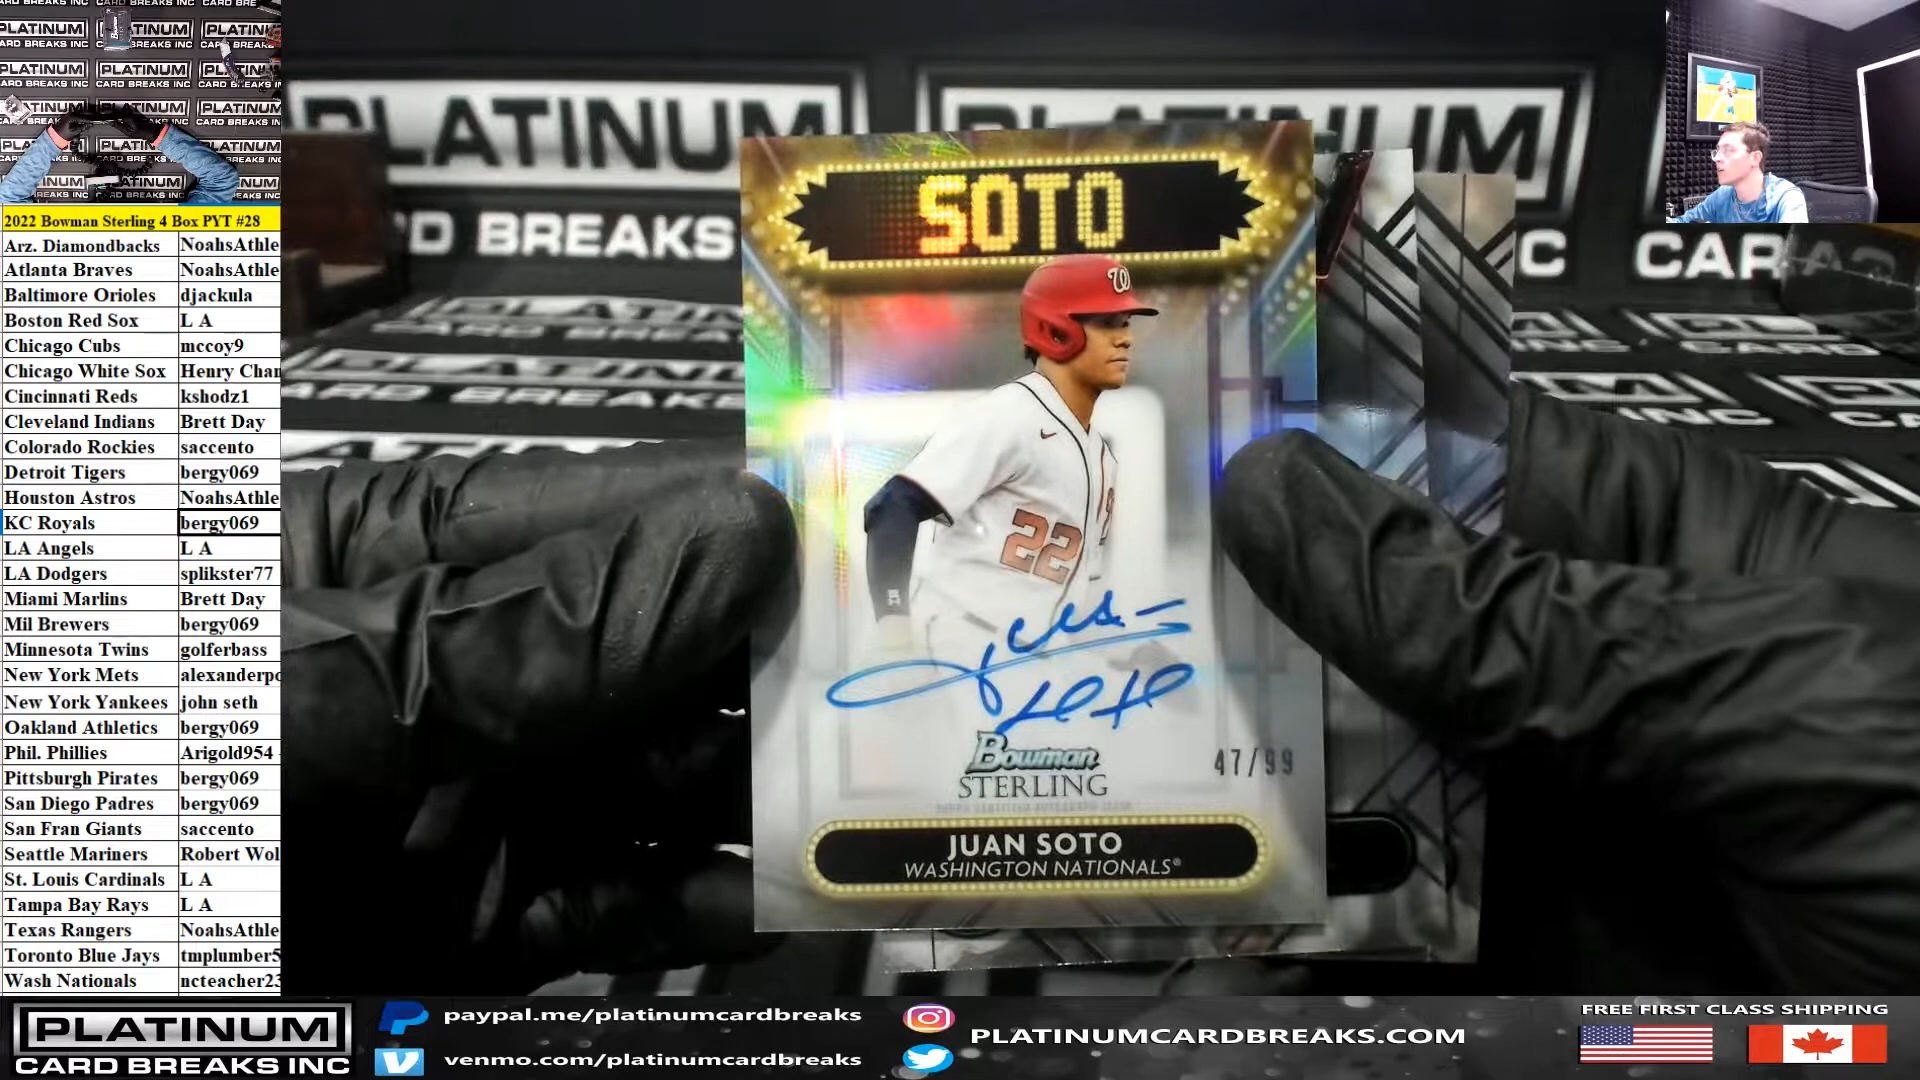 2022 Bowman Sterling 4 Box PYT #28
Arz. Diamondbacks NoahsAthle
Atlanta Braves NoahsAthle
Baltimore Orioles djackula
Boston Red Sox L A
Chicago Cubs mccoy9
Chicago White Sox Henry Chan
Cincinnati Reds kshodz1
Cleveland Indians Brett Day
Colorado Rockies saccento
Detroit Tigers bergy069
Houston Astros NoahsAthle
KC Royals bergy069
LA Angels L A
LA Dodgers splikster77
Miami Marlins Brett Day
Mil Brewers bergy069
Minnesota Twins golferbass
New York Mets alexanderpo
New York Yankees john seth
Oakland Athletics bergy069
Phil. Phillies Arigold954
Pittsburgh Pirates bergy069
San Diego Padres bergy069
San Fran Giants saccento
Seattle Mariners Robert Wol
St. Louis Cardinals L A
Tampa Bay Rays L A
Texas Rangers NoahsAthle
Toronto Blue Jays tmplumber5
Wash Nationals ncteacher23
PLATINUM PLATINUM
CARD BREAKS
SOTO
W
22
Bowman
STERLING
47/99
JUAN SOTO
WASHINGTON NATIONALS®
PLATINUM
CARD BREAKS INC
paypal.me/platinumcardbreaks
venmo.com/platinumcardbreaks
PLATINUMCARDBREAKS.COM
FREE FIRST CLASS SHIPPING